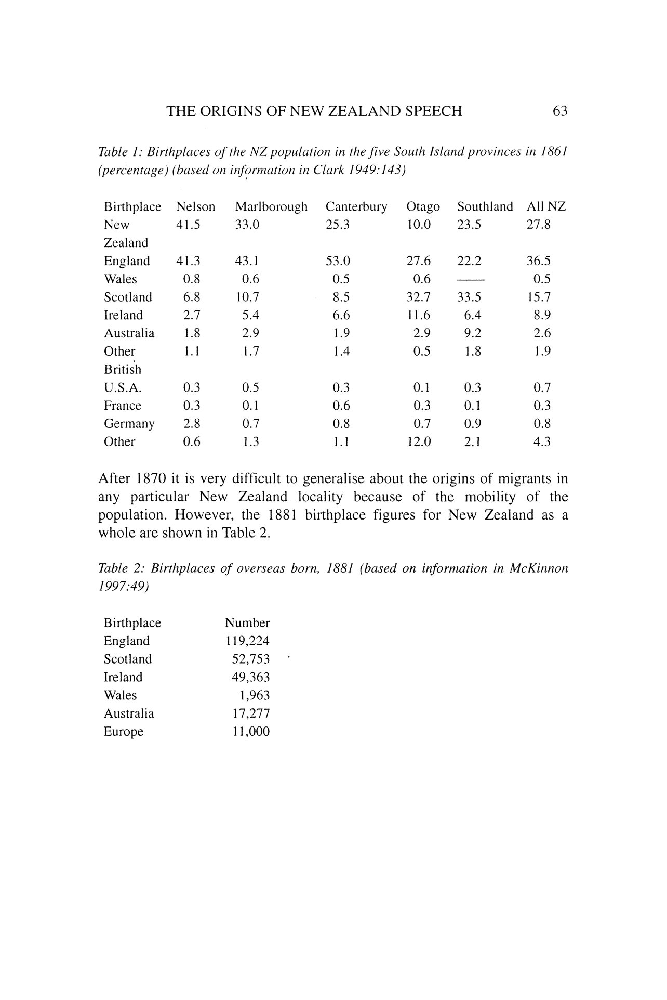 THE ORIGINS OF NEW ZEALAND SPEECH 63
Table 1: Birthplaces of the NZ population in the five South Island provinces in 1861
(percentage) (based on information in Clark 1949:143)
Birthplace Nelson Marlborough Canterbury Otago Southland All NZ
New 41.5 33.0 25.3 10.0 23.5 27.8
Zealand
England 41.3 43.1 53.0 27.6 22.2 36.5
Wales 0.8 0.6 0.5 0.6 — 0.5
Scotland 6.8 10.7 8.5 32.7 33.5 15.7
Ireland 2.7 5.4 6.6 11.6 6.4 8.9
Australia 1.8 2.9 1.9 2.9 9.2 2.6
Other 1.1 1.7 1.4 0.5 1.8 1.9
British
U.S.A. 0.3 0.5 0.3 0.1 0.3 0.7
France 0.3 0.1 0.6 0.3 0.1 0.3
Germany 2.8 0.7 0.8 0.7 0.9 0.8
Other 0.6 1.3 1.1 12.0 2.1 4.3
After 1870 it is very difficult to generalise about the origins of migrants in
any particular New Zealand locality because of the mobility of the
population. However, the 1881 birthplace figures for New Zealand as a
whole are shown in Table 2.
Table 2: Birthplaces of overseas born, 1881 (based on information in McKinnon
1997:49)
Birthplace Number
England 119,224
Scotland 52,753
Ireland 49,363
Wales 1,963
Australia 17,277
Europe 11,000